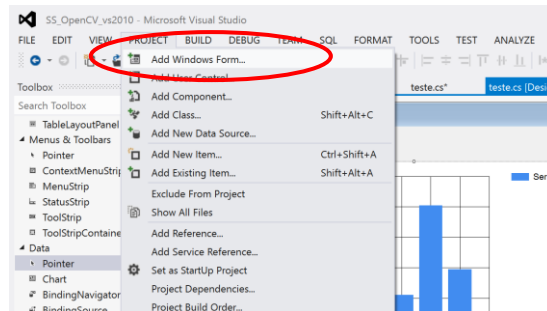 SS_OpenCV_vs2010 - Microsoft Visual Studio
FILE EDIT VIEW PROJECT BUILD DEBUG TEAM SQL FORMAT TOOLS TEST ANALYZE
Toolbox
Search Toolbox
TableLayoutPanel
Menus & Toolbars
Pointer
ContextMenuStrip
MenuStrip
StatusStrip
ToolStrip
ToolStripContaine
Data
Pointer
Chart
BindingNavigator
BindingSource
Add Windows Form...
Add User Control...
Add Component...
Add Class... Shift+Alt+C
Add New Data Source...
Add New Item... Ctrl+Shift+A
Add Existing Item... Shift+Alt+A
Exclude From Project
Show All Files
Add Reference...
Add Service Reference...
Set as StartUp Project
Project Dependencies...
Project Build Order...
teste.cs* teste.cs [Desi
Ser